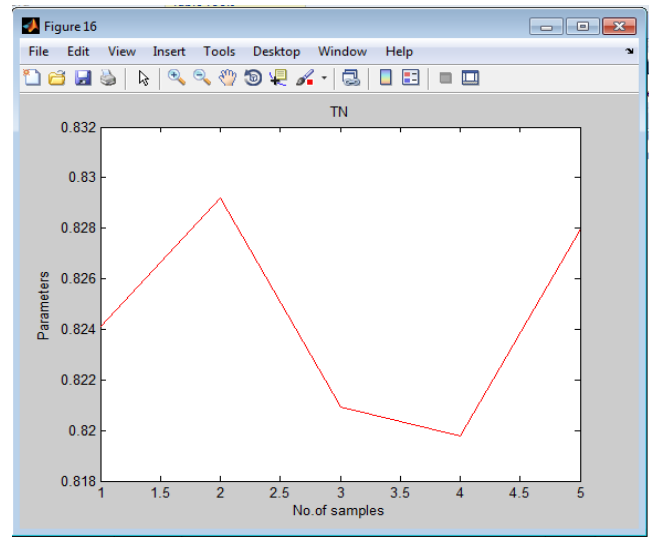 Figure 16
File Edit View Insert Tools Desktop Window Help
TN
0.832
0.83
0.828
0.826
0.824
0.822
0.82
0.818
Parameters
1 1.5 2 2.5 3 3.5 4 4.5 5
No.of samples